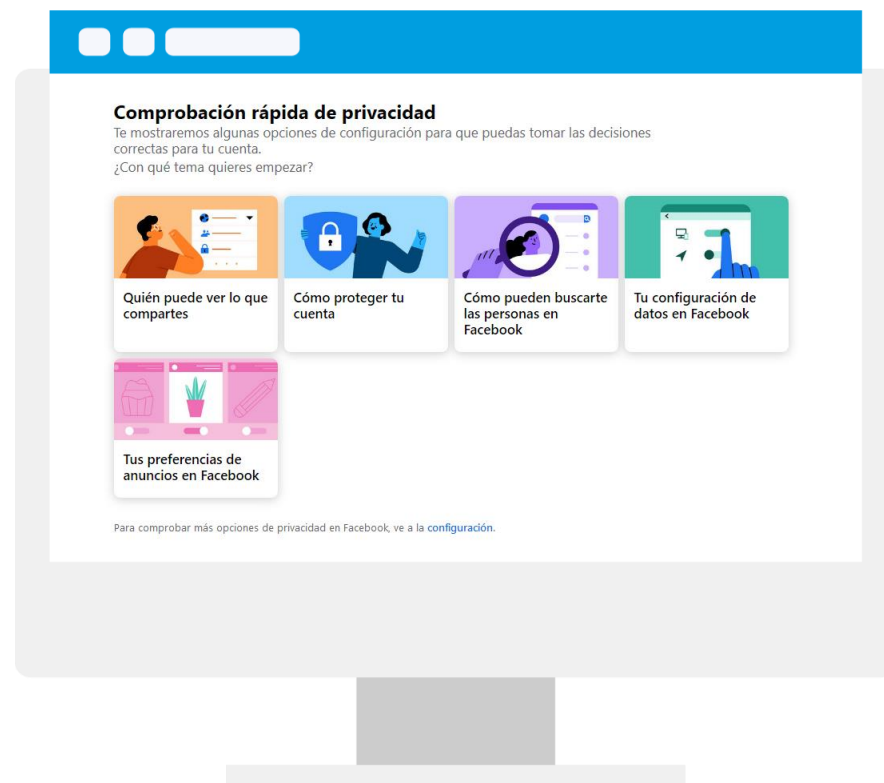 Comprobación rápida de privacidad
Te mostraremos algunas opciones de configuración para que puedas tomar las decisiones
correctas para tu cuenta.
¿Con qué tema quieres empezar?
Quién puede ver lo que
compartes
Cómo proteger tu
cuenta
Cómo pueden buscarte
las personas en
Facebook
Tu configuración de
datos en Facebook
Tus preferencias de
anuncios en Facebook
Para comprobar más opciones de privacidad en Facebook, ve a la configuración.